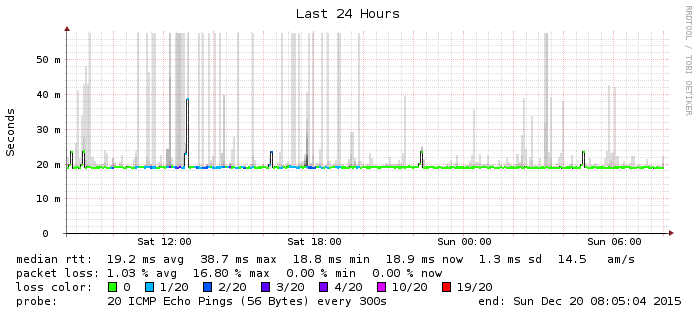 Last 24 Hours
RRDTOOL / TOBI OETIKER
Seconds
50 m
40 m
30 m
20 m
10 m
0
Sat 12:00 Sat 18:00 Sun 00:00 Sun 06:00
median rtt: 19.2 ms avg 38.7 ms max 18.8 ms min 18.9 ms now 1.3 ms sd 14.5 am/s
packet loss: 1.03 % avg 16.80 % max 0.00 % min 0.00 % now
loss color: 0 1/20 2/20 3/20 4/20 10/20 19/20
probe: 20 ICMP Echo Pings (56 Bytes) every 300s end: Sun Dec 20 08:05:04 2015